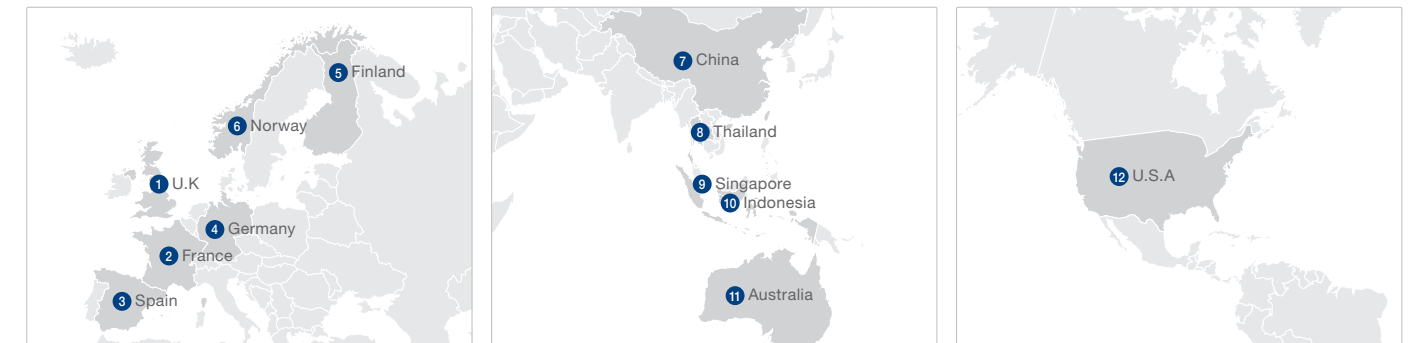 5 Finland
6 Norway
1 U.K
4 Germany
2 France
3 Spain
7 China
8 Thailand
9 Singapore
10 Indonesia
11 Australia
12 U.S.A